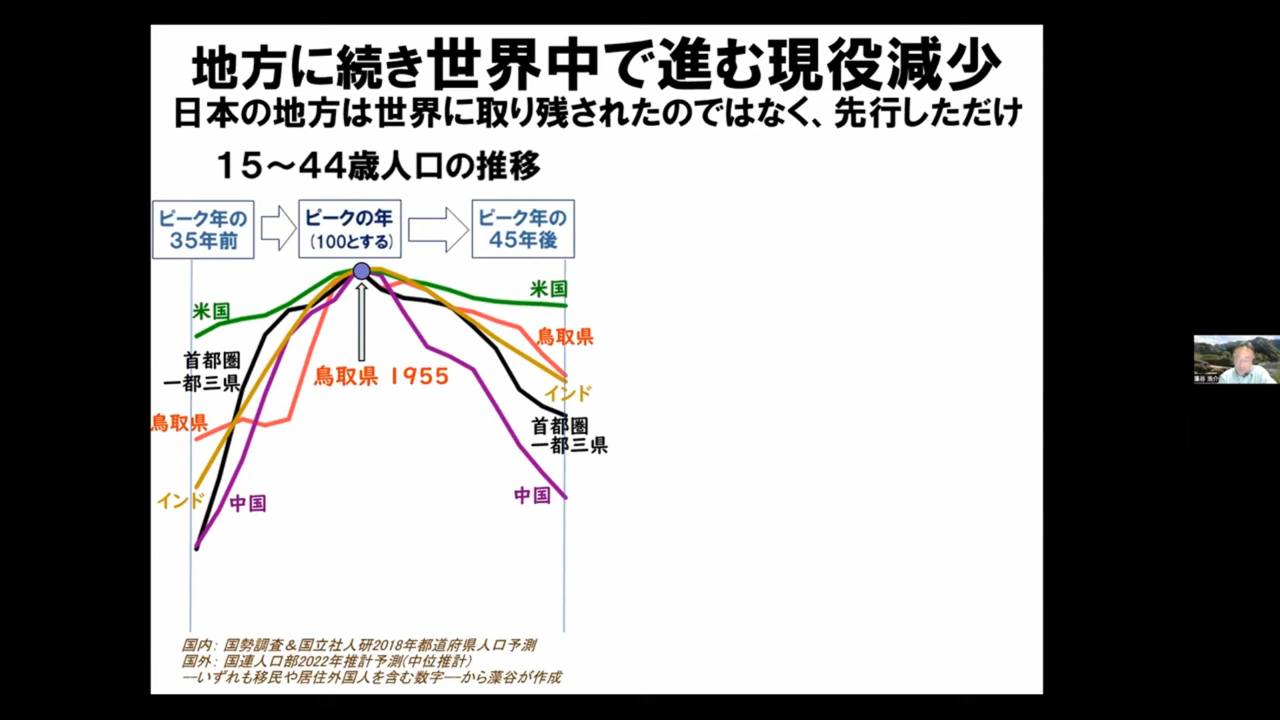 地方に続き世界中で進む現役減少
日本の地方は世界に取り残されたのではなく、先行しただけ
15～44歳人口の推移
ピーク年の
35年前
ピークの年
(100とする)
ピーク年の
45年後
米国
首都圏
一都三県
鳥取県
インド
中国
鳥取県 1955
米国
鳥取県
インド
首都圏
一都三県
中国
国内: 国勢調査&国立社人研2018年都道府県人口予測
国外: 国連人口部2022年推計予測(中位推計)
--いずれも移民や居住外国人を含む数字--から藻谷が作成
藻谷 浩介